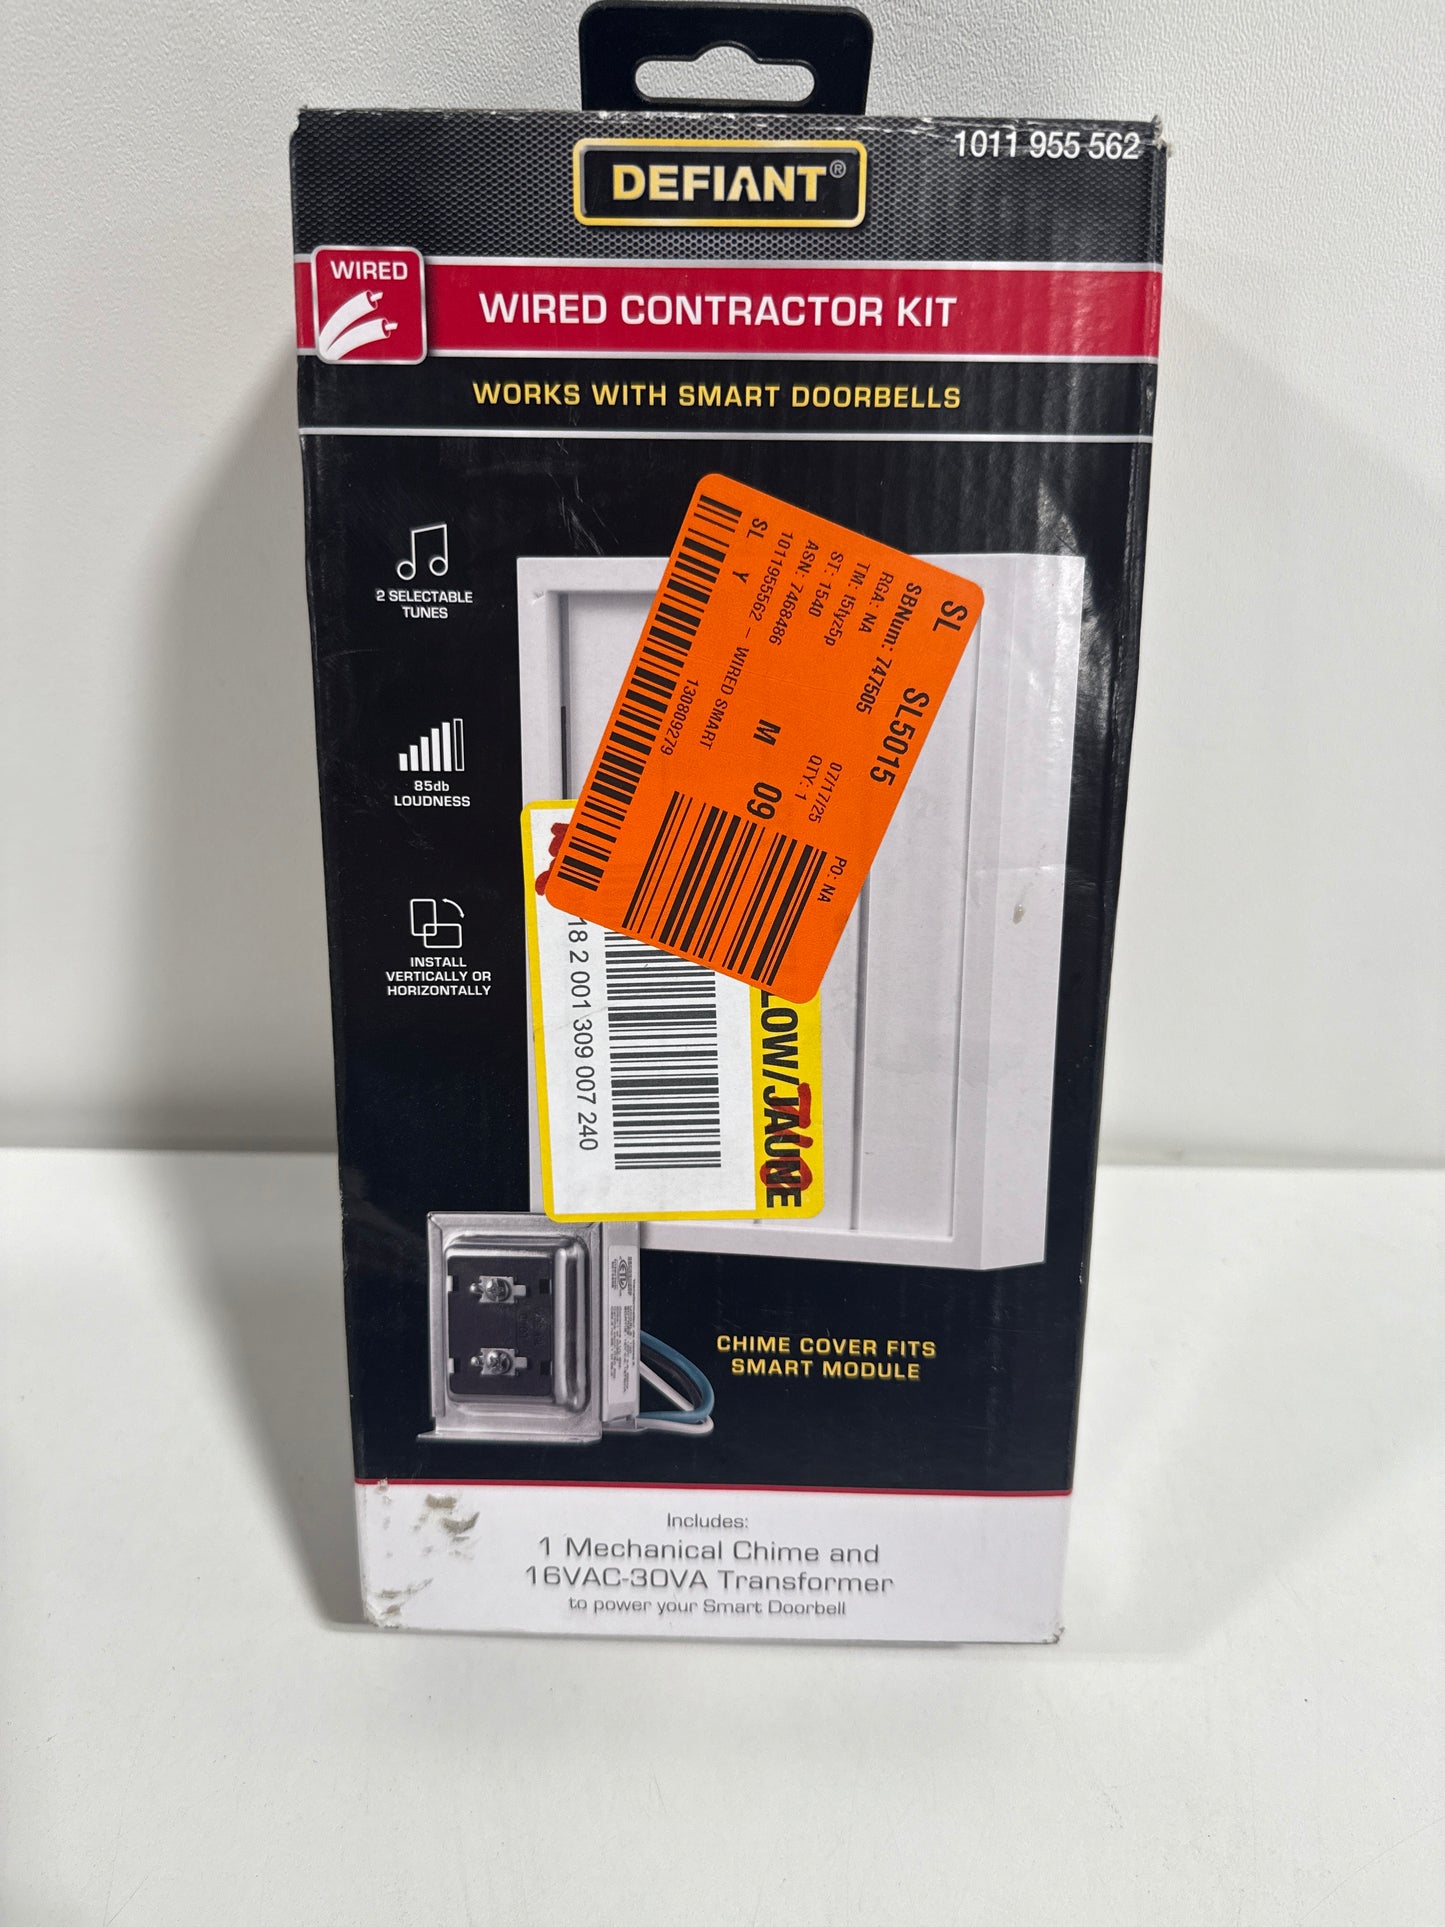 1011 955 562
DEFIANT®
WIRED
WIRED CONTRACTOR KIT
WORKS WITH SMART DOORBELLS
2 SELECTABLE
TUNES
85db
LOUDNESS
INSTALL
VERTICALLY OR
HORIZONTALLY
SL SL5015
SBNum: 747505
RGA: NA
TM: l5tyz5p 07/17/25 PO: NA
ST: 1540 QTY: 1
ASN: 7468486
1011955562 - WIRED SMART
SL Y M 09
130809279
18 2 001 309 007 240
LOW/JAUNE
CHIME COVER FITS
SMART MODULE
Includes:
1 Mechanical Chime and
16VAC-30VA Transformer
to power your Smart Doorbell